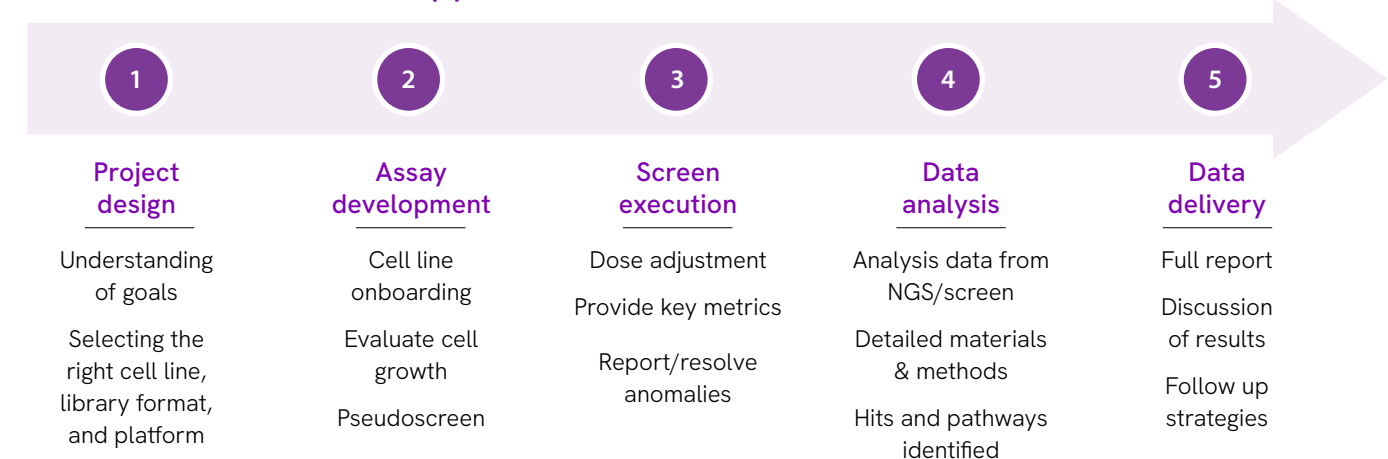 1
2
3
4
5
Project
design
Understanding
of goals
Selecting the
right cell line,
library format,
and platform
Assay
development
Cell line
onboarding
Evaluate cell
growth
Pseudoscreen
Screen
execution
Dose adjustment
Provide key metrics
Report/resolve
anomalies
Data
analysis
Analysis data from
NGS/screen
Detailed materials
& methods
Hits and pathways
identified
Data
delivery
Full report
Discussion
of results
Follow up
strategies